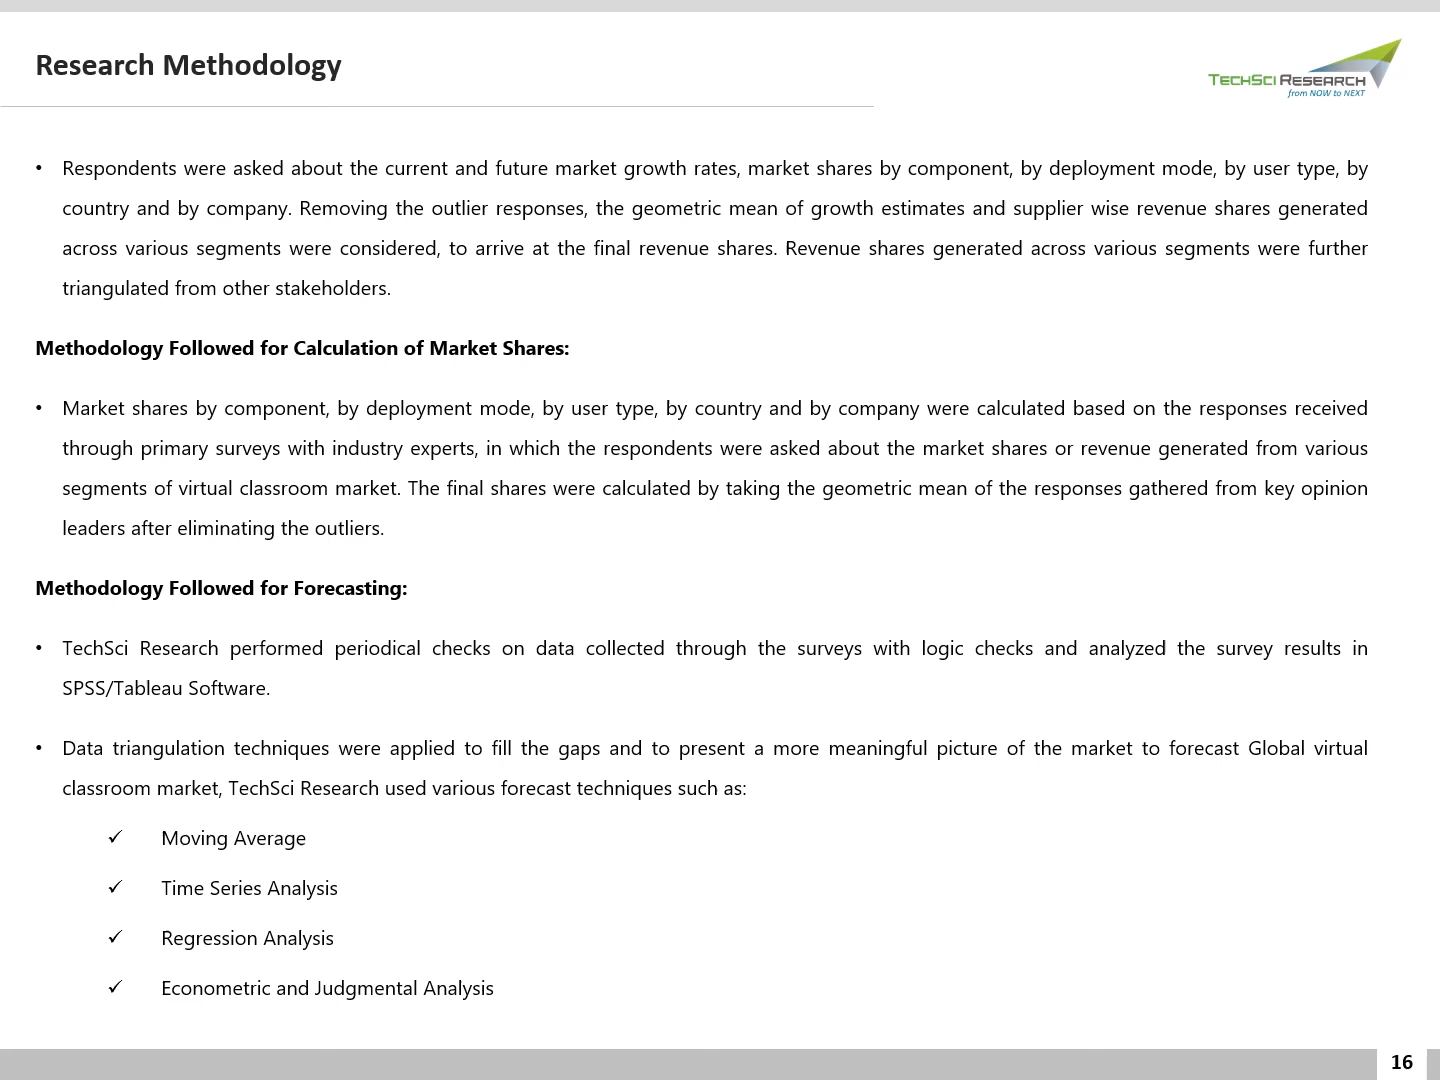 Research Methodology
TECHSCI RESEARCH
from NOW to NEXT
• Respondents were asked about the current and future market growth rates, market shares by component, by deployment mode, by user type, by
country and by company. Removing the outlier responses, the geometric mean of growth estimates and supplier wise revenue shares generated
across various segments were considered, to arrive at the final revenue shares. Revenue shares generated across various segments were further
triangulated from other stakeholders.
Methodology Followed for Calculation of Market Shares:
• Market shares by component, by deployment mode, by user type, by country and by company were calculated based on the responses received
through primary surveys with industry experts, in which the respondents were asked about the market shares or revenue generated from various
segments of virtual classroom market. The final shares were calculated by taking the geometric mean of the responses gathered from key opinion
leaders after eliminating the outliers.
Methodology Followed for Forecasting:
• TechSci Research performed periodical checks on data collected through the surveys with logic checks and analyzed the survey results in
SPSS/Tableau Software.
• Data triangulation techniques were applied to fill the gaps and to present a more meaningful picture of the market to forecast Global virtual
classroom market, TechSci Research used various forecast techniques such as:
✓ Moving Average
✓ Time Series Analysis
✓ Regression Analysis
✓ Econometric and Judgmental Analysis
16